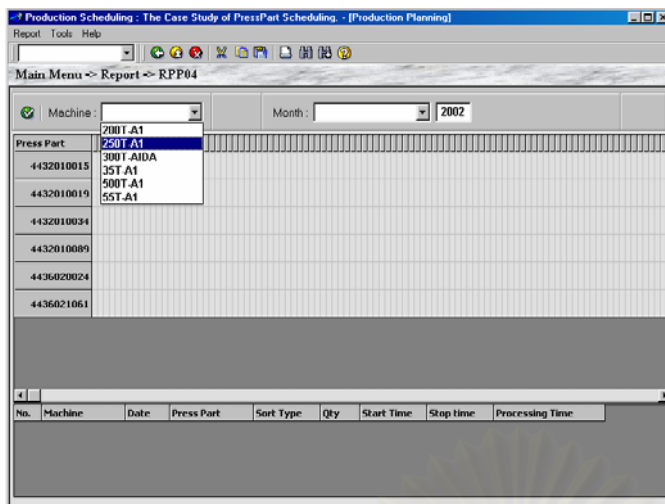 Production Scheduling : The Case Study of PressPart Scheduling. - [Production Planning]
Report Tools Help
Main Menu -> Report -> RPP04
Machine : Month : 2002
200T-A1
Press Part 250T-A1
300T-AIDA
4432010015 35T-A1
500T-A1
4432010019 55T-A1
4432010034
4432010089
4436020024
4436021061
No. Machine Date Press Part Sort Type Qty Start Time Stop time Processing Time